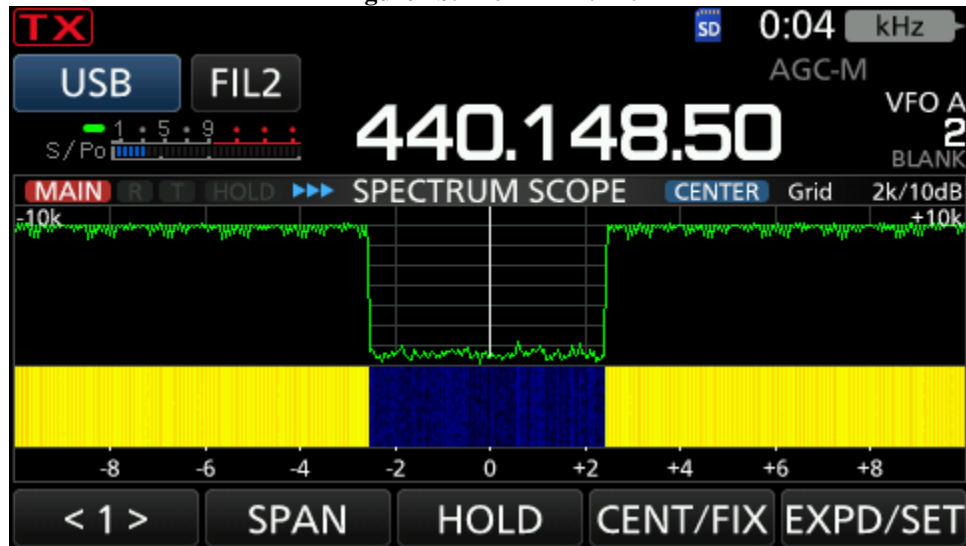 TX SD 0:04 kHz
USB FIL2 AGC-M
440.148.50 VFO A
2
BLANK
S/Po 1 5 9
MAIN R T HOLD SPECTRUM SCOPE CENTER Grid 2k/10dB
-10k +10k
-8 -6 -4 -2 0 +2 +4 +6 +8
< 1 > SPAN HOLD CENT/FIX EXPD/SET